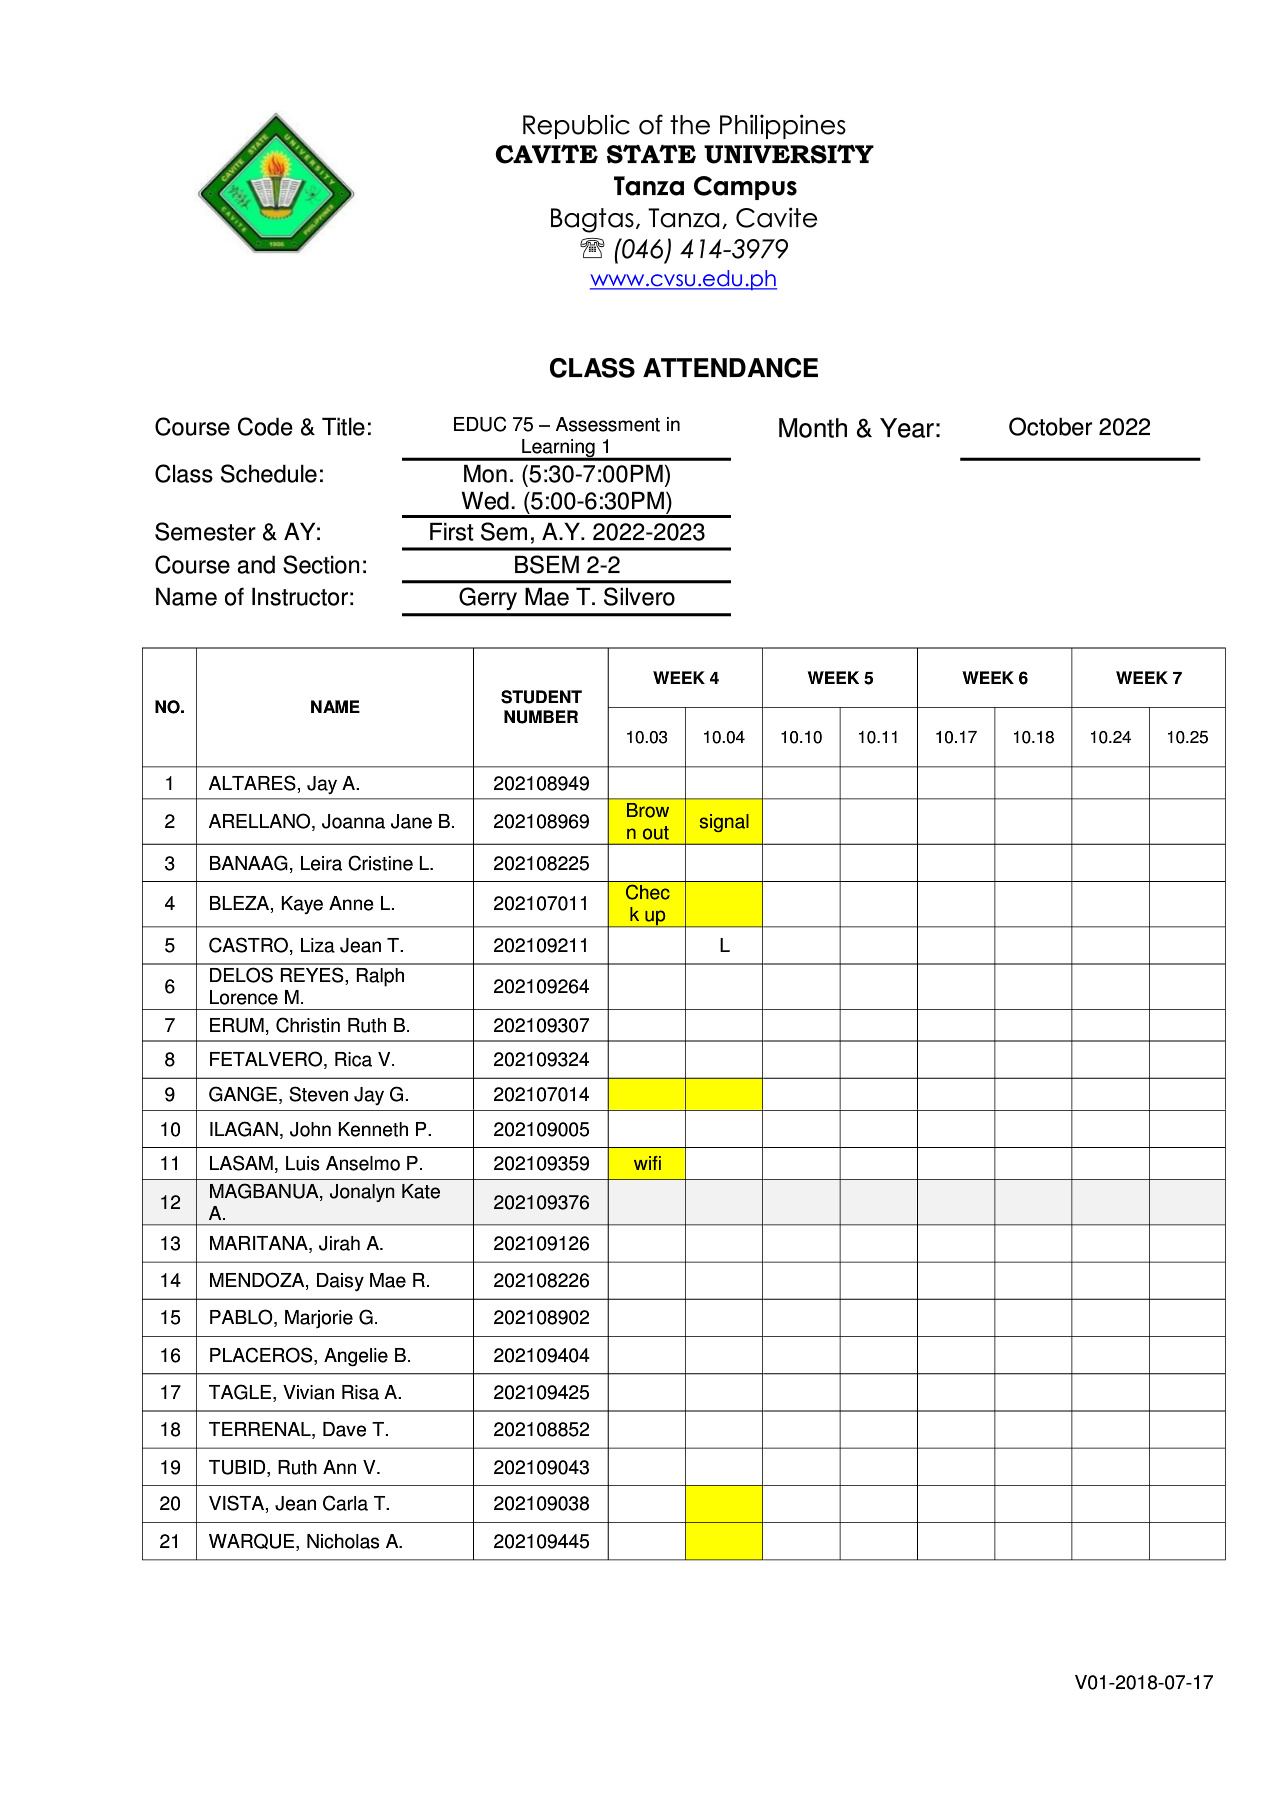 CAVITE STATE UNIVERSITY
CAVITE PHILIPPINES
1906
Republic of the Philippines
CAVITE STATE UNIVERSITY
Tanza Campus
Bagtas, Tanza, Cavite
☏ (046) 414-3979
www.cvsu.edu.ph
CLASS ATTENDANCE
Course Code & Title: EDUC 75 – Assessment in Month & Year: October 2022
Learning 1
Class Schedule: Mon. (5:30-7:00PM)
Wed. (5:00-6:30PM)
Semester & AY: First Sem, A.Y. 2022-2023
Course and Section: BSEM 2-2
Name of Instructor: Gerry Mae T. Silvero
NO. NAME STUDENT NUMBER WEEK 4 WEEK 5 WEEK 6 WEEK 7
10.03 10.04 10.10 10.11 10.17 10.18 10.24 10.25
1 ALTARES, Jay A. 202108949
2 ARELLANO, Joanna Jane B. 202108969 Brow n out signal
3 BANAAG, Leira Cristine L. 202108225
4 BLEZA, Kaye Anne L. 202107011 Chec k up
5 CASTRO, Liza Jean T. 202109211 L
6 DELOS REYES, Ralph Lorence M. 202109264
7 ERUM, Christin Ruth B. 202109307
8 FETALVERO, Rica V. 202109324
9 GANGE, Steven Jay G. 202107014
10 ILAGAN, John Kenneth P. 202109005
11 LASAM, Luis Anselmo P. 202109359 wifi
12 MAGBANUA, Jonalyn Kate A. 202109376
13 MARITANA, Jirah A. 202109126
14 MENDOZA, Daisy Mae R. 202108226
15 PABLO, Marjorie G. 202108902
16 PLACEROS, Angelie B. 202109404
17 TAGLE, Vivian Risa A. 202109425
18 TERRENAL, Dave T. 202108852
19 TUBID, Ruth Ann V. 202109043
20 VISTA, Jean Carla T. 202109038
21 WARQUE, Nicholas A. 202109445
V01-2018-07-17